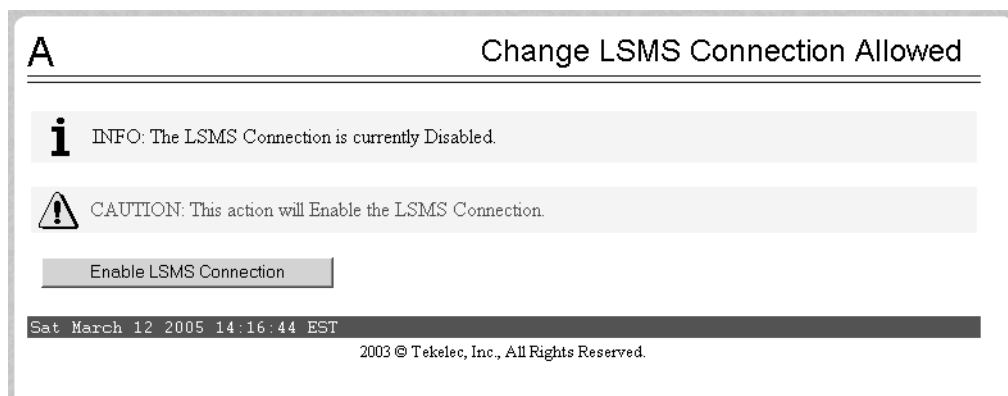 A
Change LSMS Connection Allowed
i INFO: The LSMS Connection is currently Disabled.
CAUTION: This action will Enable the LSMS Connection.
Enable LSMS Connection
Sat March 12 2005 14:16:44 EST
2003 © Tekelec, Inc., All Rights Reserved.